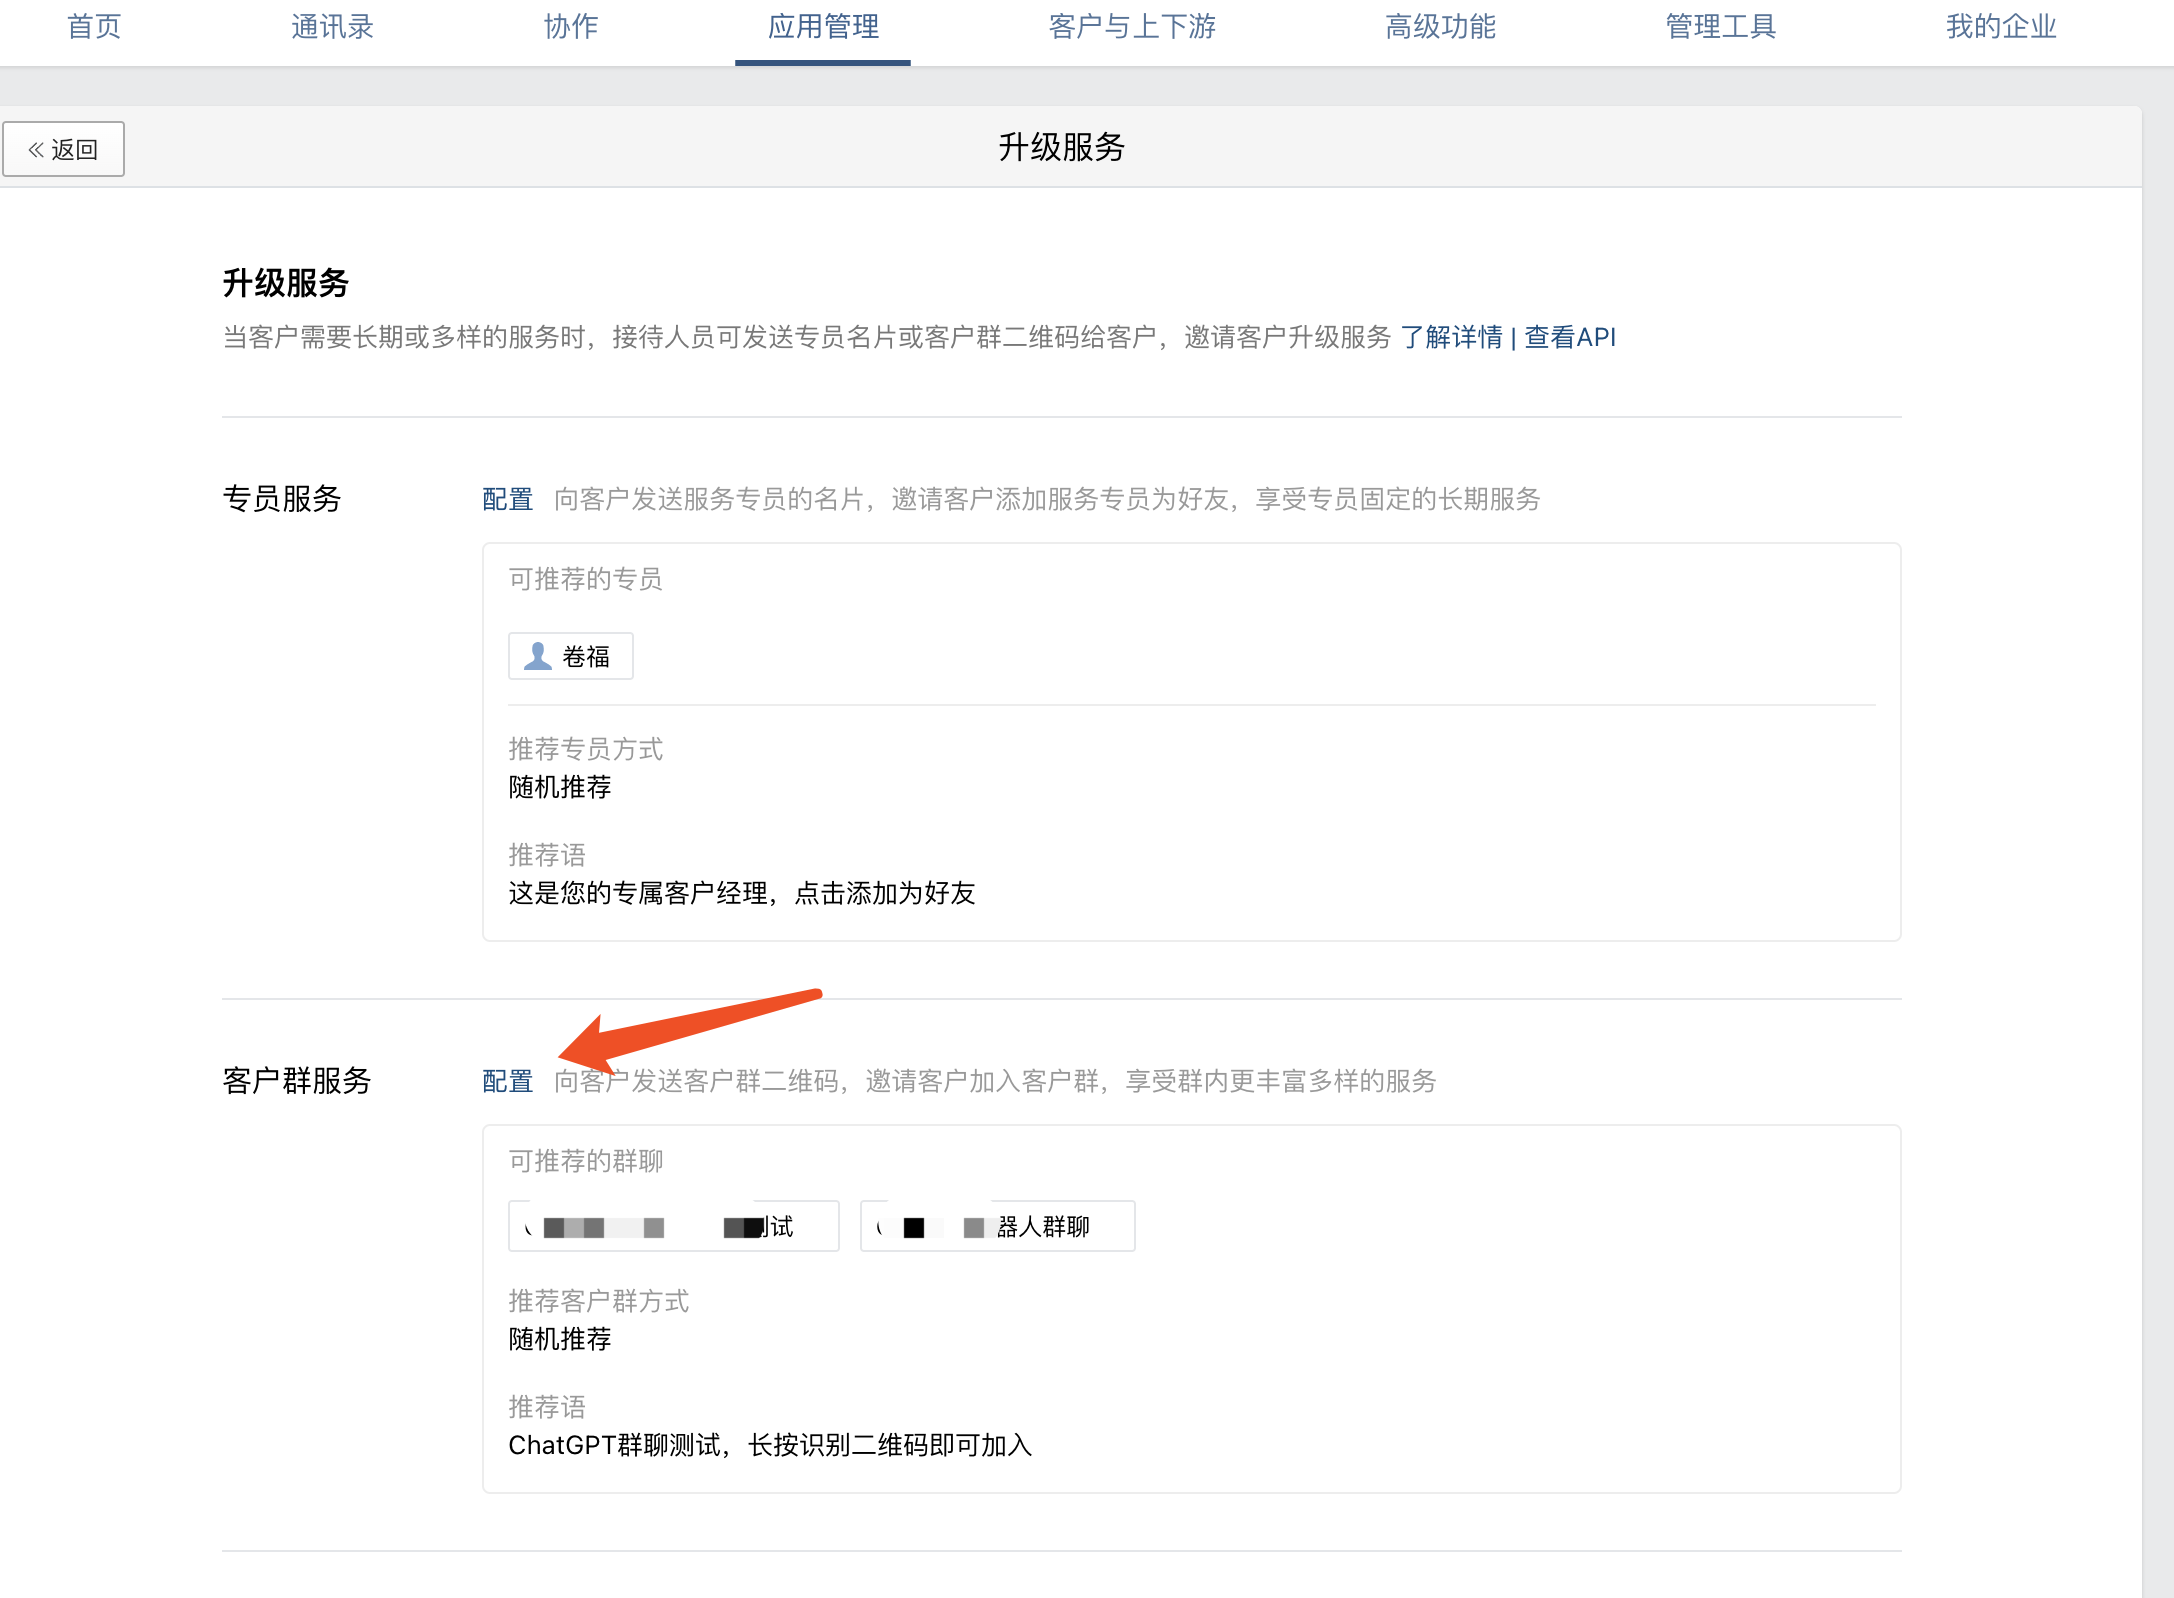 首页 通讯录 协作 应用管理 客户与上下游 高级功能 管理工具 我的企业
« 返回
升级服务
升级服务
当客户需要长期或多样的服务时，接待人员可发送专员名片或客户群二维码给客户，邀请客户升级服务 了解详情 | 查看API
专员服务 配置 向客户发送服务专员的名片，邀请客户添加服务专员为好友，享受专员固定的长期服务
可推荐的专员
卷福
推荐专员方式
随机推荐
推荐语
这是您的专属客户经理，点击添加为好友
客户群服务 配置 向客户发送客户群二维码，邀请客户加入客户群，享受群内更丰富多样的服务
可推荐的群聊
试 器人群聊
推荐客户群方式
随机推荐
推荐语
ChatGPT群聊测试，长按识别二维码即可加入